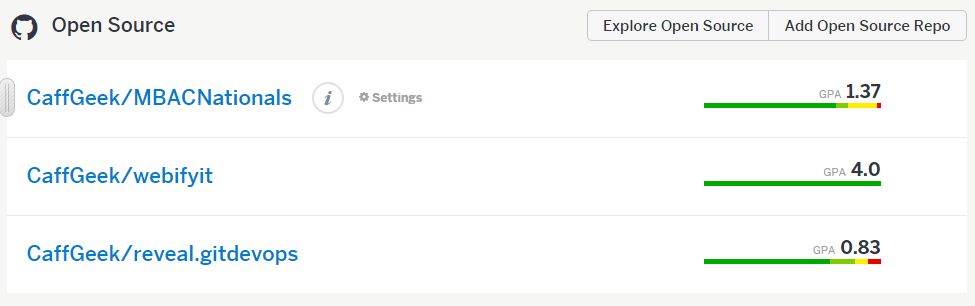 Open Source
Explore Open Source
Add Open Source Repo
CaffGeek/MBACNationals
i
Settings
GPA 1.37
CaffGeek/webifyit
GPA 4.0
CaffGeek/reveal.gitdevops
GPA 0.83